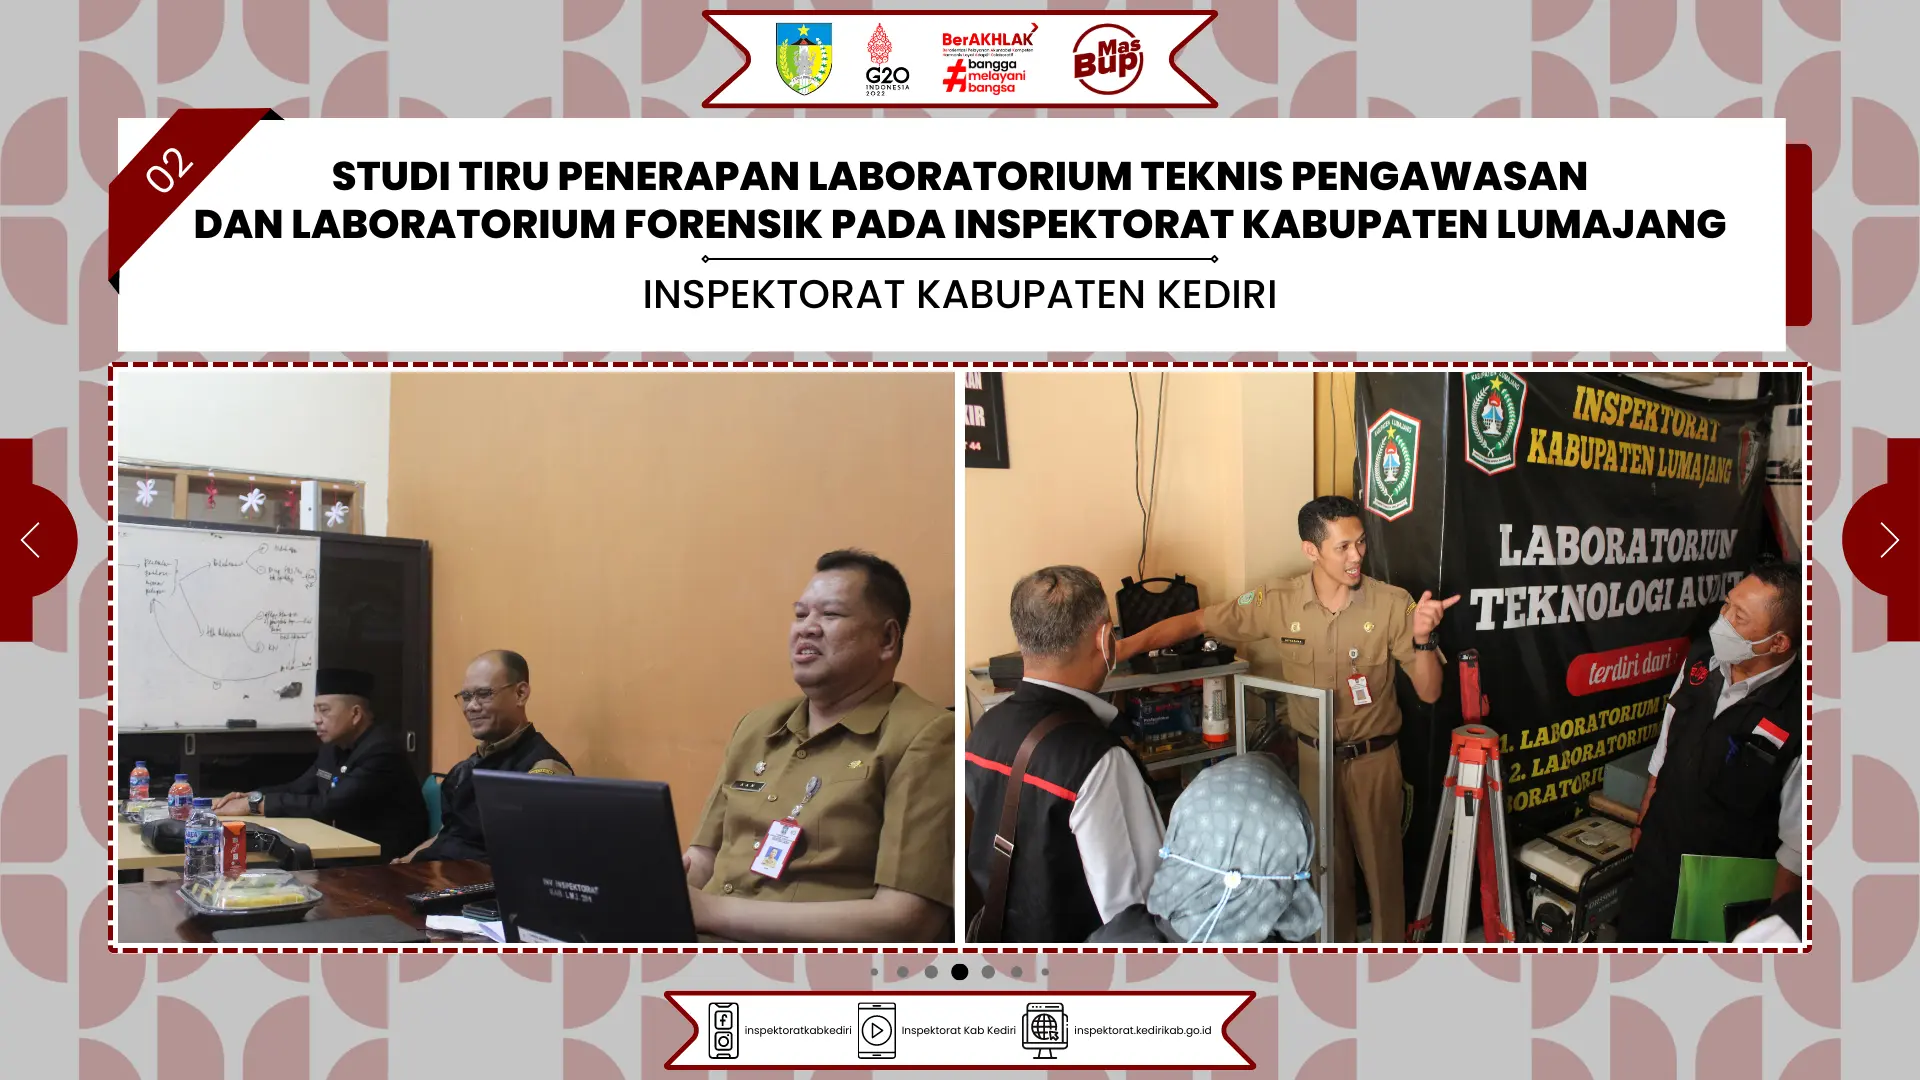 G20
INDONESIA
2022
BerAKHLAK
#bangga
melayani
bangsa
Mas
Bup
02
STUDI TIRU PENERAPAN LABORATORIUM TEKNIS PENGAWASAN
DAN LABORATORIUM FORENSIK PADA INSPEKTORAT KABUPATEN LUMAJANG
INSPEKTORAT KABUPATEN KEDIRI
INSPEKTORAT
KABUPATEN LUMAJANG
LABORATORIUM
TEKNOLOGI AUDIT
terdiri dari :
1. LABORATORIUM
2. LABORATORIUM
inspektoratkabkediri
Inspektorat Kab Kediri
inspektorat.kedirikab.go.id